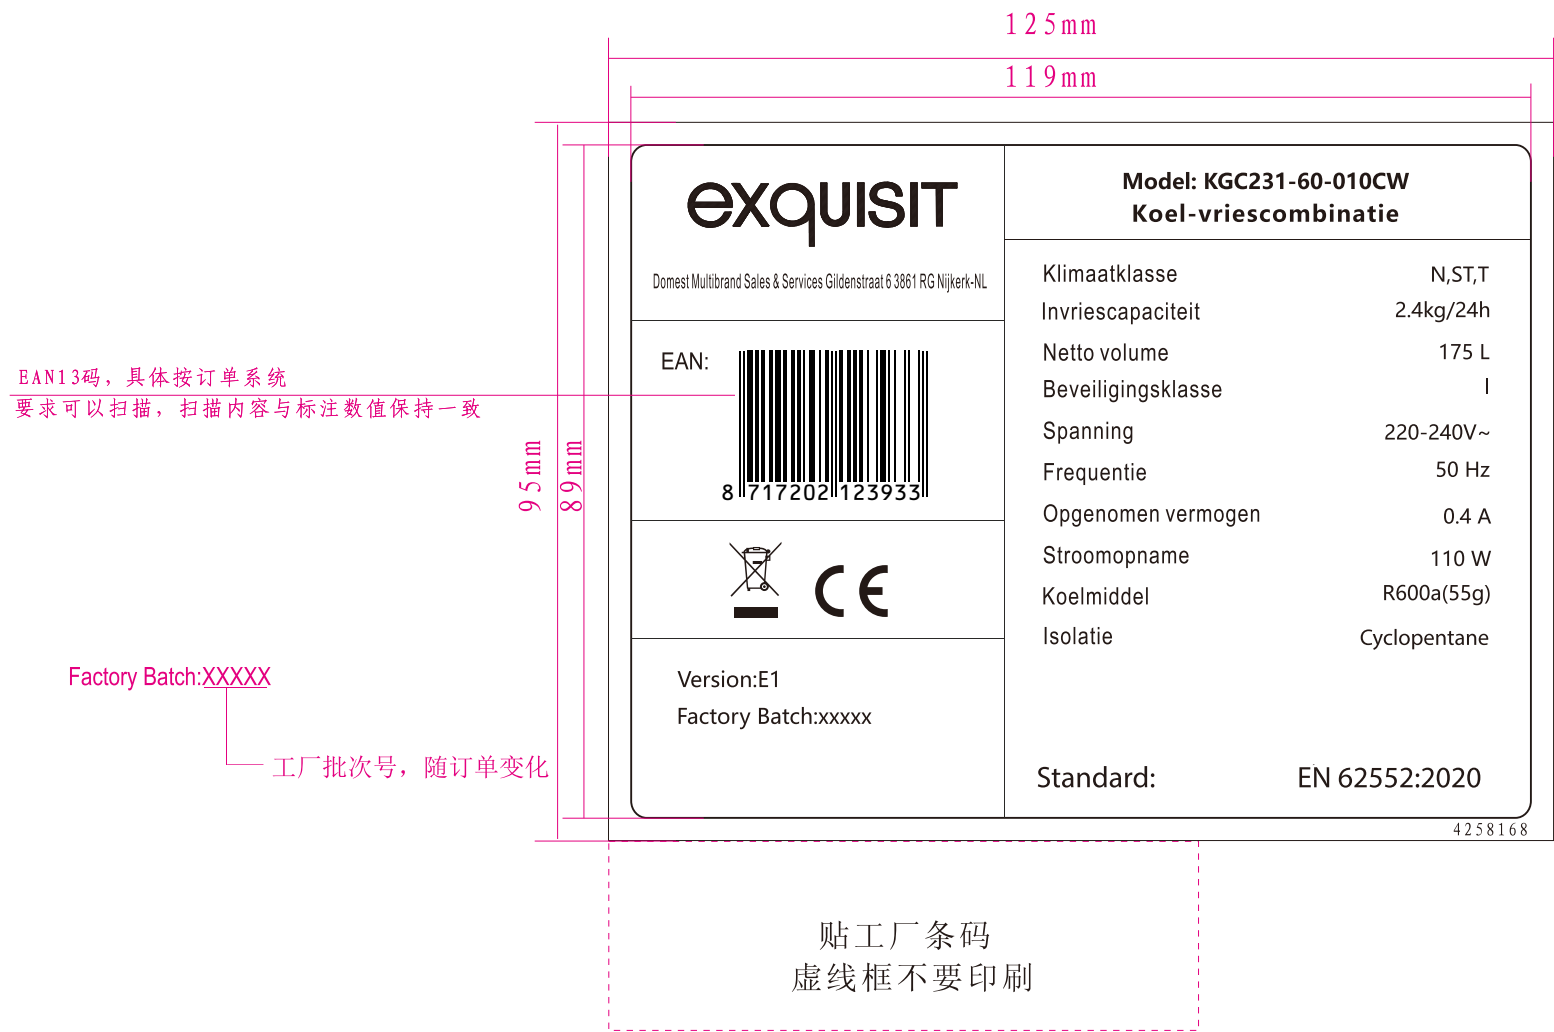 125mm
119mm
95mm
89mm
exquisit
Domest Multibrand Sales & Services Gildenstraat 6 3861 RG Nijkerk-NL
EAN:
8 717202 123933
Version:E1
Factory Batch:xxxxx
Model: KGC231-60-010CW
Koel-vriescombinatie
Klimaatklasse N,ST,T
Invriescapaciteit 2.4kg/24h
Netto volume 175 L
Beveiligingsklasse I
Spanning 220-240V~
Frequentie 50 Hz
Opgenomen vermogen 0.4 A
Stroomopname 110 W
Koelmiddel R600a(55g)
Isolatie Cyclopentane
Standard: EN 62552:2020
4258168
EAN13码，具体按订单系统
要求可以扫描，扫描内容与标注数值保持一致
Factory Batch:XXXXX
工厂批次号，随订单变化
贴工厂条码
虚线框不要印刷